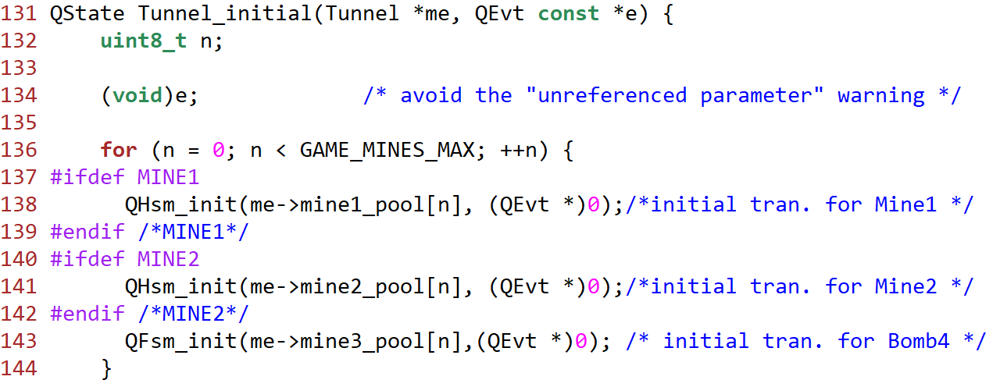 131 QState Tunnel_initial(Tunnel *me, QEvt const *e) {
132     uint8_t n;
133
134     (void)e;             /* avoid the "unreferenced parameter" warning */
135
136     for (n = 0; n < GAME_MINES_MAX; ++n) {
137 #ifdef MINE1
138       QHsm_init(me->mine1_pool[n], (QEvt *)0);/*initial tran. for Mine1 */
139 #endif /*MINE1*/
140 #ifdef MINE2
141       QHsm_init(me->mine2_pool[n], (QEvt *)0);/*initial tran. for Mine2 */
142 #endif /*MINE2*/
143       QFsm_init(me->mine3_pool[n],(QEvt *)0); /* initial tran. for Bomb4 */
144     }